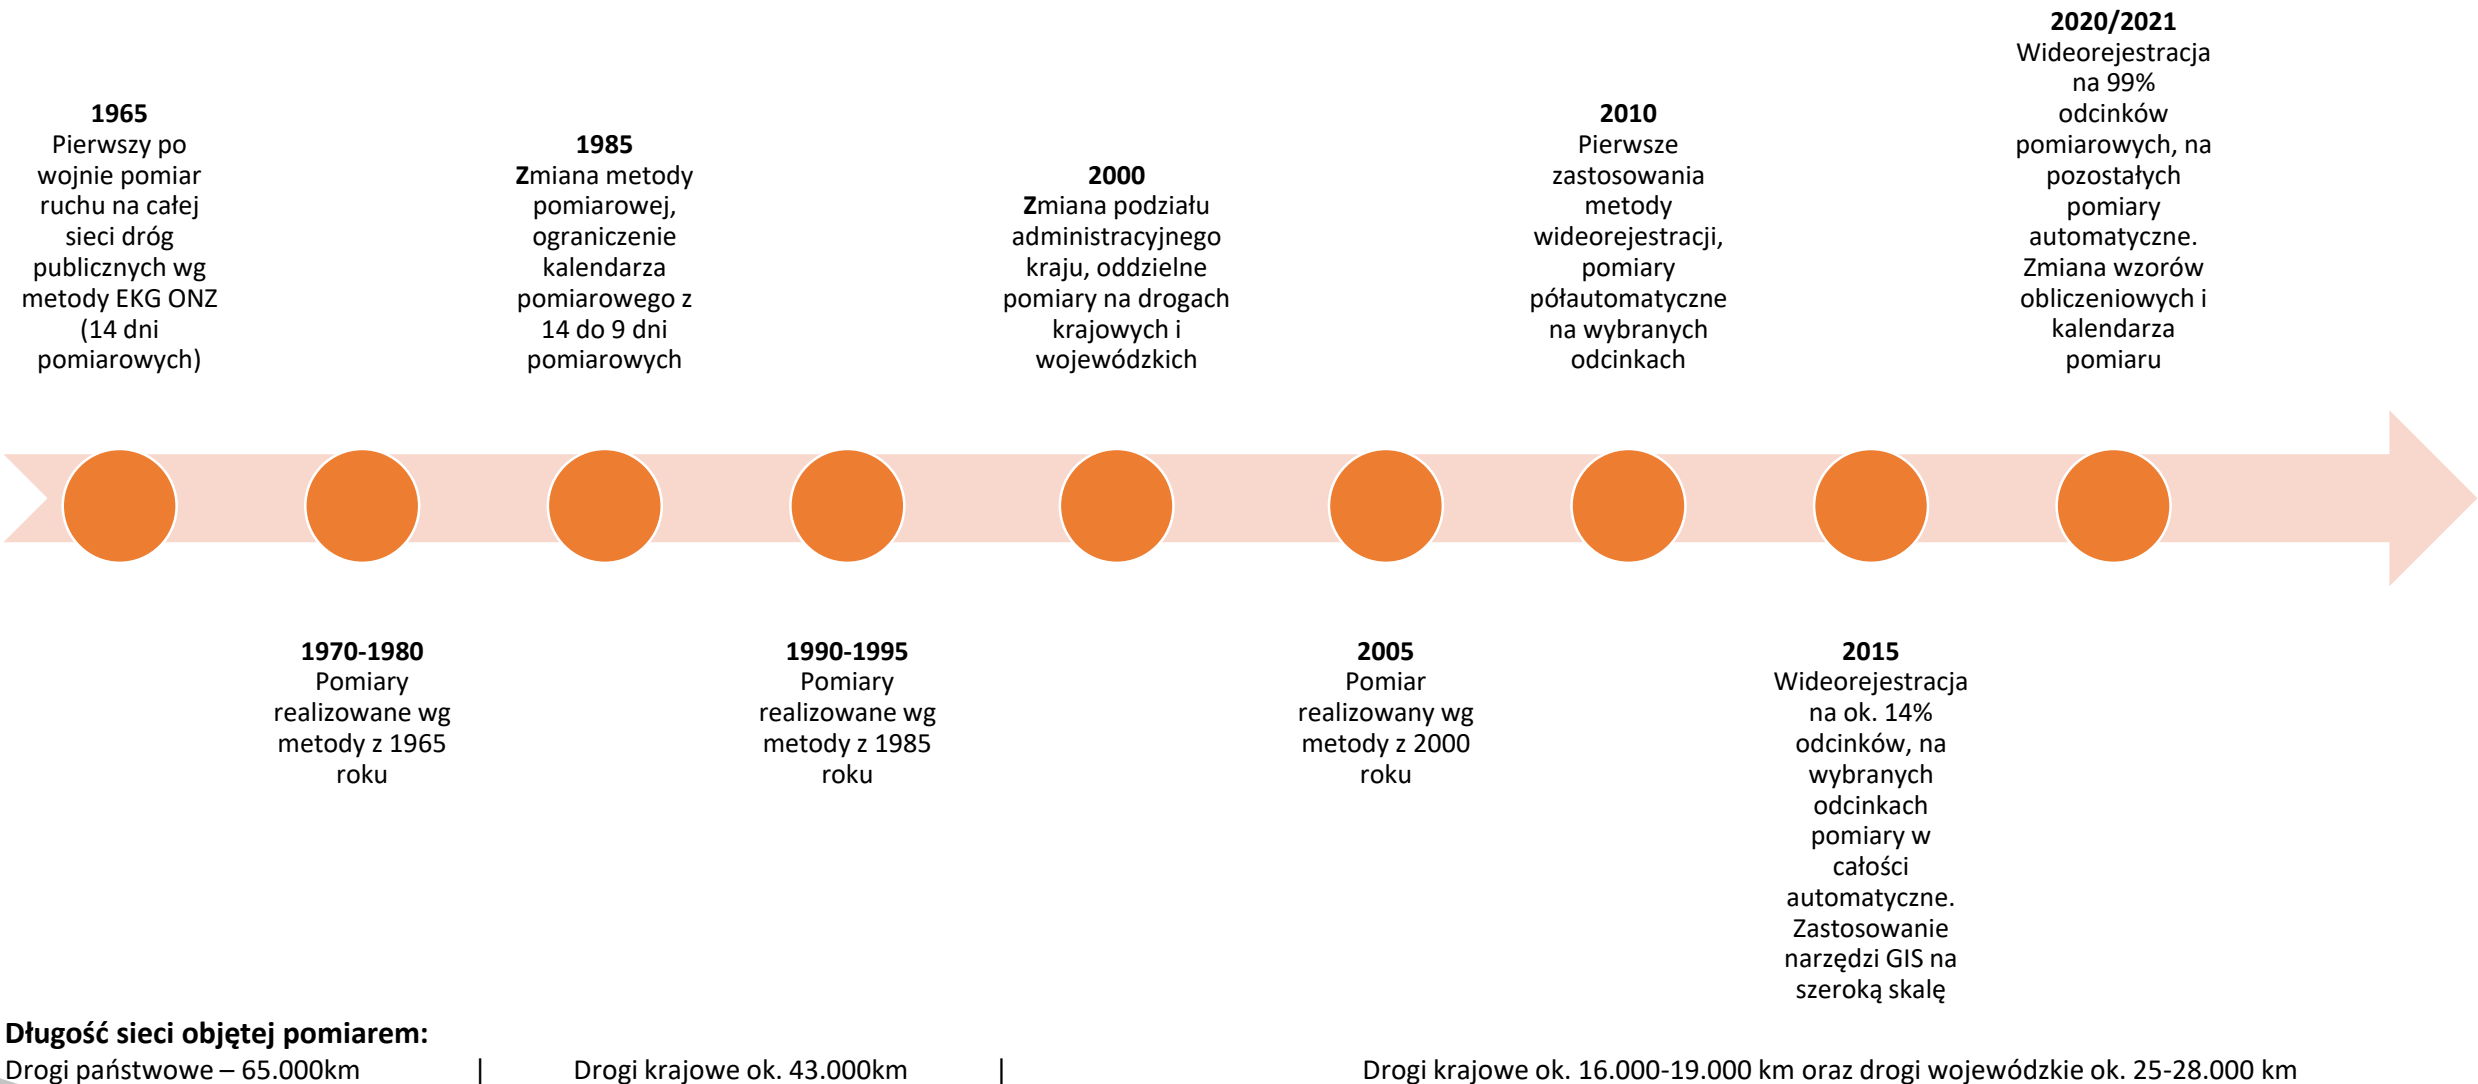 1965
Pierwszy po
wojnie pomiar
ruchu na całej
sieci dróg
publicznych wg
metody EKG ONZ
(14 dni
pomiarowych)
1970-1980
Pomiary
realizowane wg
metody z 1965
roku
1985
Zmiana metody
pomiarowej,
ograniczenie
kalendarza
pomiarowego z
14 do 9 dni
pomiarowych
1990-1995
Pomiary
realizowane wg
metody z 1985
roku
2000
Zmiana podziału
administracyjnego
kraju, oddzielne
pomiary na drogach
krajowych i
wojewódzkich
2005
Pomiar
realizowany wg
metody z 2000
roku
2010
Pierwsze
zastosowania
metody
wideorejestracji,
pomiary
półautomatyczne
na wybranych
odcinkach
2015
Wideorejestracja
na ok. 14%
odcinków, na
wybranych
odcinkach
pomiary w
całości
automatyczne.
Zastosowanie
narzędzi GIS na
szeroką skalę
2020/2021
Wideorejestracja
na 99%
odcinków
pomiarowych, na
pozostałych
pomiary
automatyczne.
Zmiana wzorów
obliczeniowych i
kalendarza
pomiaru
Długość sieci objętej pomiarem:
Drogi państwowe – 65.000km | Drogi krajowe ok. 43.000km | Drogi krajowe ok. 16.000-19.000 km oraz drogi wojewódzkie ok. 25-28.000 km